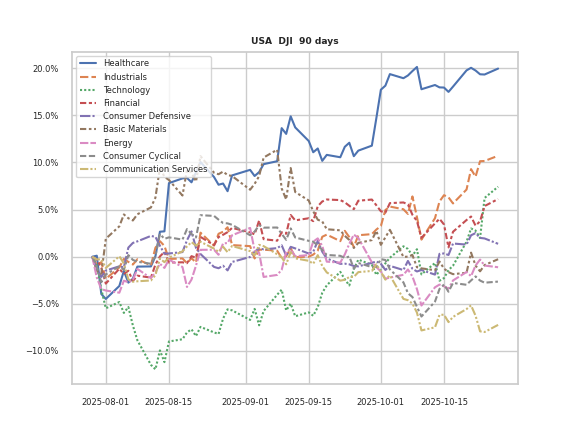 USA  DJI  90 days
20.0%
15.0%
10.0%
5.0%
0.0%
−5.0%
−10.0%
Healthcare
Industrials
Technology
Financial
Consumer Defensive
Basic Materials
Energy
Consumer Cyclical
Communication Services
2025-08-01
2025-08-15
2025-09-01
2025-09-15
2025-10-01
2025-10-15